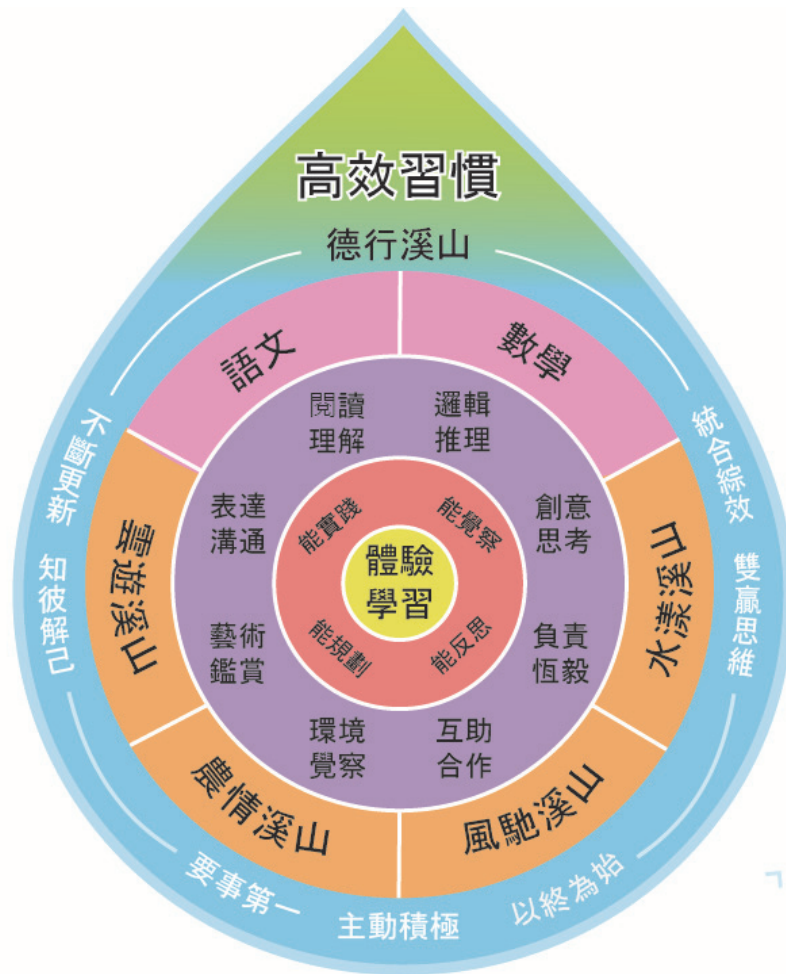 高效習慣
德行溪山
語文
數學
閱讀
理解
邏輯
推理
表達
溝通
創意
思考
藝術
鑑賞
負責
恆毅
環境
覺察
互助
合作
能實踐
能覺察
能規劃
能反思
體驗
學習
雲遊溪山
水漾溪山
農情溪山
風馳溪山
不斷更新
知彼解己
要事第一
主動積極
以終為始
雙贏思維
統合綜效